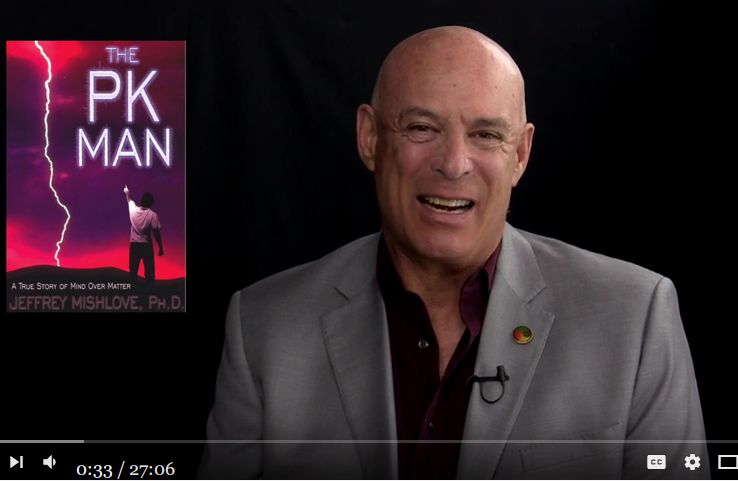 THE
PK
MAN
A TRUE STORY OF MIND OVER MATTER
JEFFREY MISHLOVE, PH.D.
0:33 / 27:06
CC